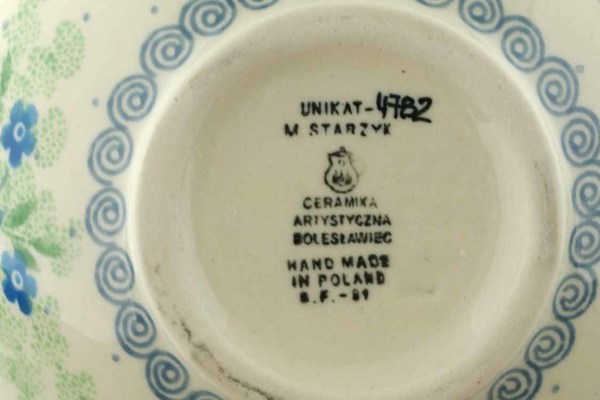 UNIKAT-4782
M STARZYK
CERAMIKA
ARTYSTYCZNA
BOLESŁAWIEC
HAND MADE
IN POLAND